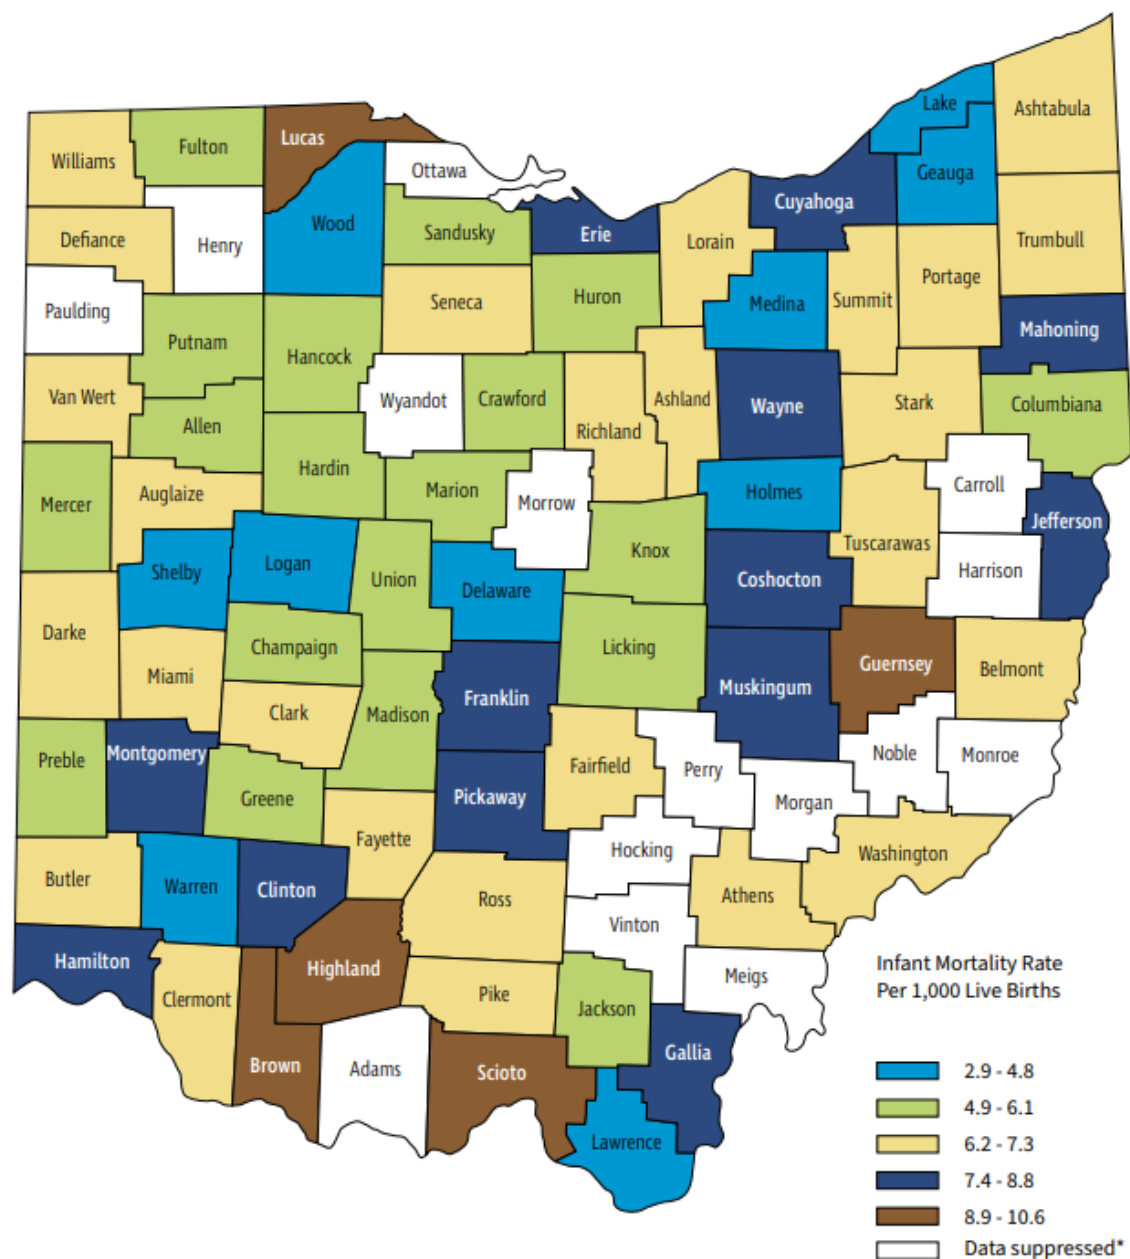 Lake
Ashtabula
Lucas
Fulton
Williams
Ottawa
Geauga
Cuyahoga
Wood
Sandusky
Erie
Defiance
Henry
Lorain
Trumbull
Portage
Huron
Seneca
Medina
Summit
Paulding
Mahoning
Putnam
Hancock
Van Wert
Wyandot
Crawford
Ashland
Wayne
Stark
Columbiana
Allen
Richland
Hardin
Marion
Auglaize
Mercer
Morrow
Holmes
Carroll
Jefferson
Tuscarawas
Knox
Logan
Shelby
Union
Delaware
Coshocton
Harrison
Darke
Champaign
Licking
Guernsey
Belmont
Miami
Muskingum
Franklin
Clark
Madison
Montgomery
Preble
Noble
Monroe
Fairfield
Perry
Greene
Pickaway
Morgan
Fayette
Hocking
Washington
Butler
Warren
Clinton
Ross
Athens
Vinton
Hamilton
Highland
Meigs
Infant Mortality Rate
Per 1,000 Live Births
Clermont
Pike
Jackson
Gallia
Brown
Adams
Scioto
Lawrence
2.9 - 4.8
4.9 - 6.1
6.2 - 7.3
7.4 - 8.8
8.9 - 10.6
Data suppressed*